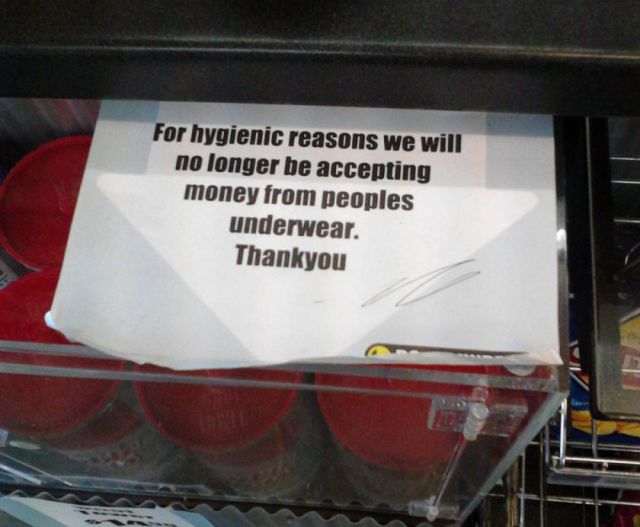 For hygienic reasons we will
no longer be accepting
money from peoples
underwear.
Thankyou